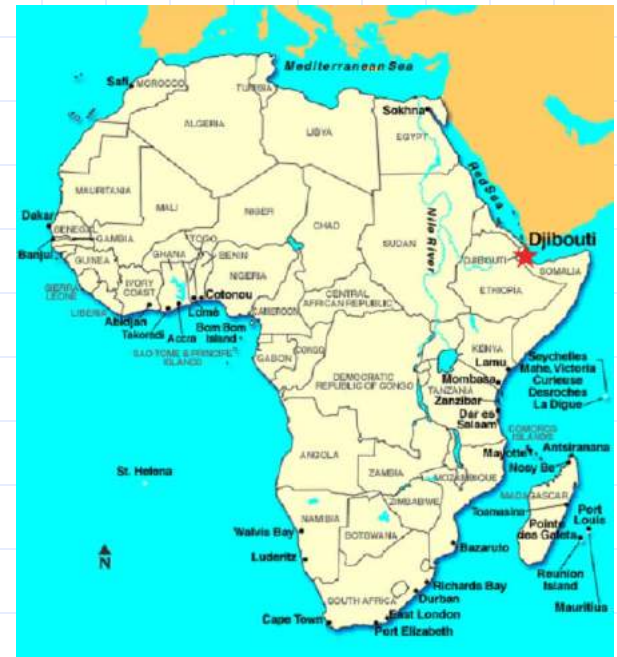 Mediterranean Sea
Safi
MOROCCO
TUNISIA
ALGERIA
LIBYA
Sokhna
EGYPT
Red Sea
MAURITANIA
MALI
NIGER
CHAD
SUDAN
Nile River
Dakar
SENEGAL
Banjul
GAMBIA
GUINEA
SIERRA
LEONE
LIBERIA
IVORY
COAST
GHANA
TOGO
BENIN
NIGERIA
Djibouti
DJIBOUTI
SOMALIA
ETHIOPIA
Abidjan
Takoradi
Accra
Lomé
Cotonou
Bom Bom
Island
SAO TOME & PRINCIPE
ISLANDS
CAMEROON
CENTRAL
AFRICAN REPUBLIC
GABON
CONGO
DEMOCRATIC
REPUBLIC OF CONGO
KENYA
Lamu
Mombasa
TANZANIA
Zanzibar
Dar es
Salaam
Seychelles
Mahe, Victoria
Curieuse
Desroches
La Digue
COMOROS
ISLANDS
Mayotte
Antsiranana
Nosy Be
St. Helena
ANGOLA
ZAMBIA
MOZAMBIQUE
ZIMBABWE
MADAGASCAR
Toamasina
Pointe
des Galets
Port
Louis
Reunion
Island
Mauritius
NAMIBIA
BOTSWANA
Walvis Bay
Luderitz
Bazaruto
Richards Bay
Durban
SOUTH AFRICA
East London
Port Elizabeth
Cape Town
N